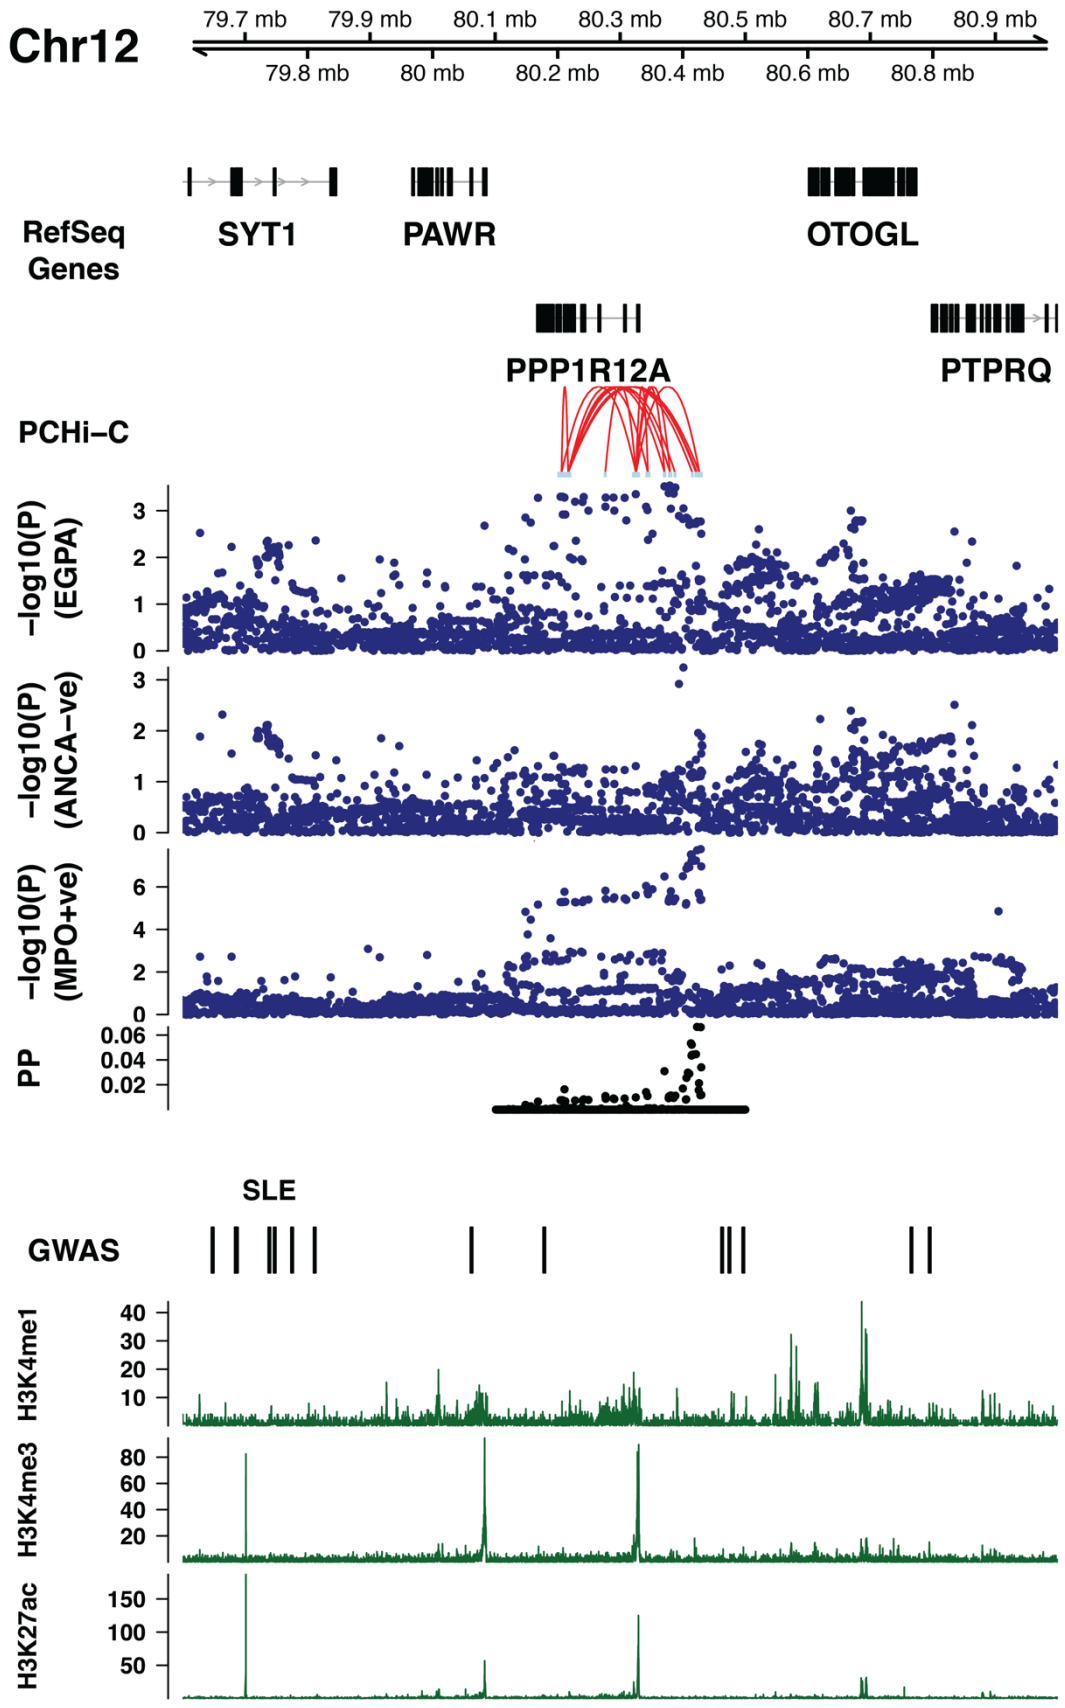 79.7 mb 79.9 mb 80.1 mb 80.3 mb 80.5 mb 80.7 mb 80.9 mb
Chr12
79.8 mb 80 mb 80.2 mb 80.4 mb 80.6 mb 80.8 mb
RefSeq
Genes
SYT1 PAWR OTOGL
PPP1R12A PTPRQ
PCHi−C
−log10(P)
(EGPA)
3
2
1
0
−log10(P)
(ANCA−ve)
3
2
1
0
−log10(P)
(MPO+ve)
6
4
2
0
PP
0.06
0.04
0.02
SLE
GWAS
H3K4me1
40
30
20
10
H3K4me3
80
60
40
20
H3K27ac
150
100
50